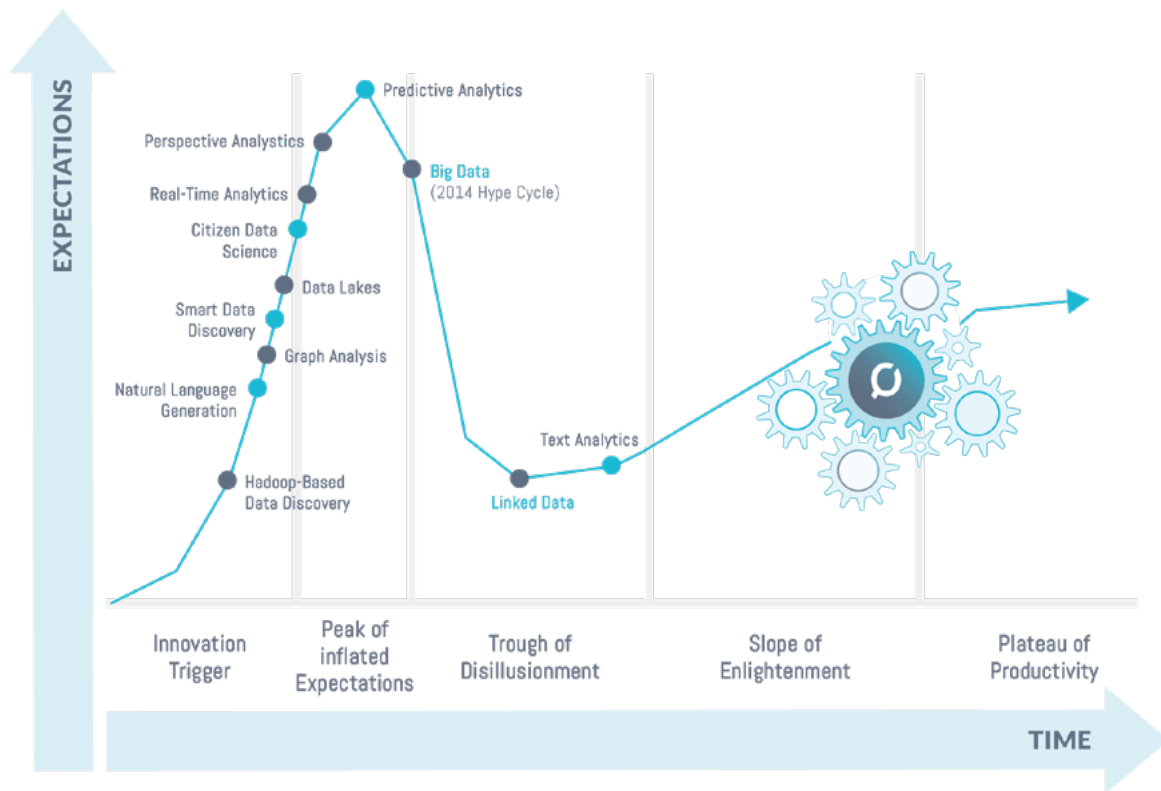 EXPECTATIONS
Predictive Analytics
Perspective Analystics
Big Data
(2014 Hype Cycle)
Real-Time Analytics
Citizen Data
Science
Data Lakes
Smart Data
Discovery
Graph Analysis
Natural Language
Generation
Hadoop-Based
Data Discovery
Text Analytics
Linked Data
Innovation
Trigger
Peak of
inflated
Expectations
Trough of
Disillusionment
Slope of
Enlightenment
Plateau of
Productivity
TIME